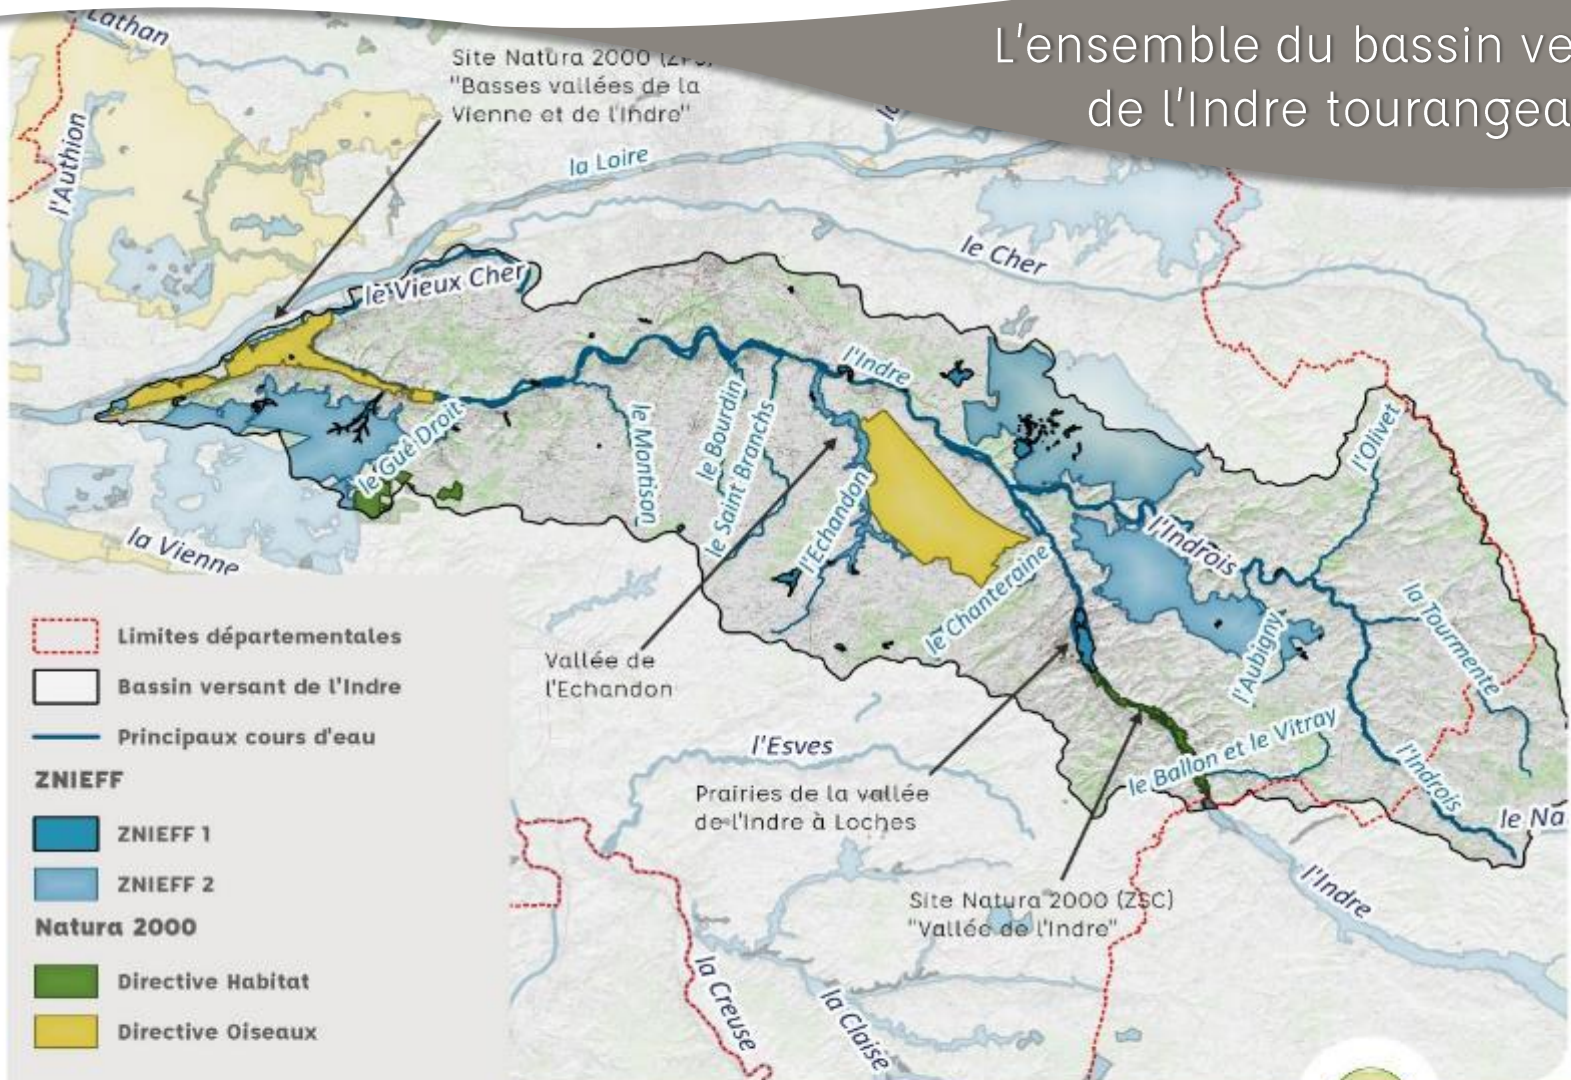 L'ensemble du bassin ve
de l'Indre tourangea
Lathan
Site Natura 2000
"Basses vallées de la
Vienne et de l'Indre"
l'Authion
la Loire
le Cher
le Vieux Cher
l'Indre
le Gué Droit
le Montison
le Bourdin
le Saint Branchs
l'Echandon
l'Olivet
l'Indrois
la Vienne
le Chanteraine
la Tourmente
l'Aubigny
Limites départementales
Bassin versant de l'Indre
Principaux cours d'eau
ZNIEFF
ZNIEFF 1
ZNIEFF 2
Natura 2000
Directive Habitat
Directive Oiseaux
Vallée de
l'Echandon
l'Esves
le Ballon et le Vitray
l'Indrois
le Na
Prairies de la vallée
de l'Indre à Loches
l'Indre
Site Natura 2000 (ZSC)
"Vallée de l'Indre"
la Creuse
la Claise